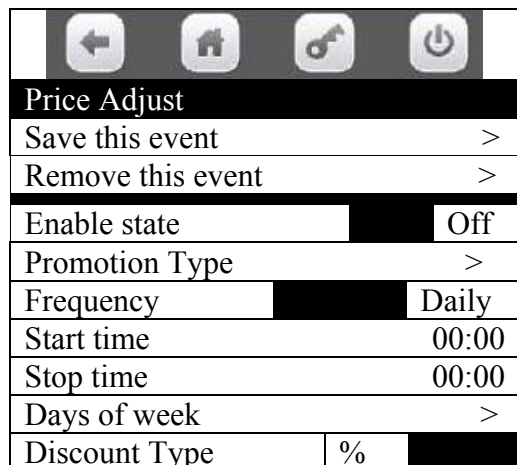 Price Adjust
Save this event >
Remove this event >
Enable state Off
Promotion Type >
Frequency Daily
Start time 00:00
Stop time 00:00
Days of week >
Discount Type %